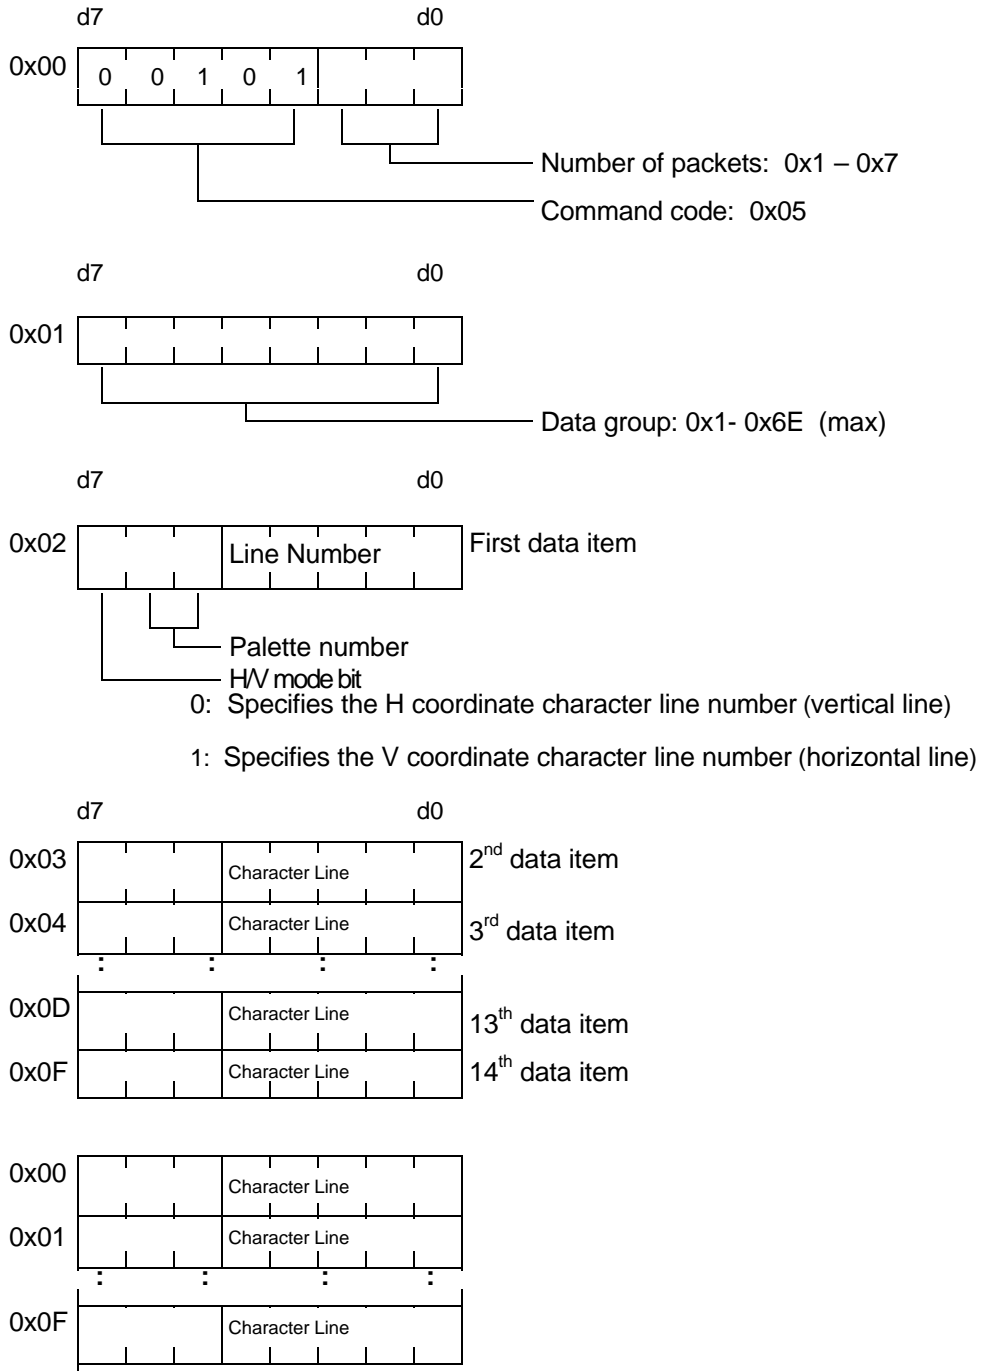 d7 d0
0x00 0 0 1 0 1
Number of packets: 0x1 – 0x7
Command code: 0x05
d7 d0
0x01
Data group: 0x1- 0x6E (max)
d7 d0
0x02 Line Number First data item
Palette number
H/V mode bit
0: Specifies the H coordinate character line number (vertical line)
1: Specifies the V coordinate character line number (horizontal line)
d7 d0
0x03 Character Line 2nd data item
0x04 Character Line 3rd data item
: : : :
0x0D Character Line 13th data item
0x0F Character Line 14th data item
0x00 Character Line
0x01 Character Line
: : : :
0x0F Character Line